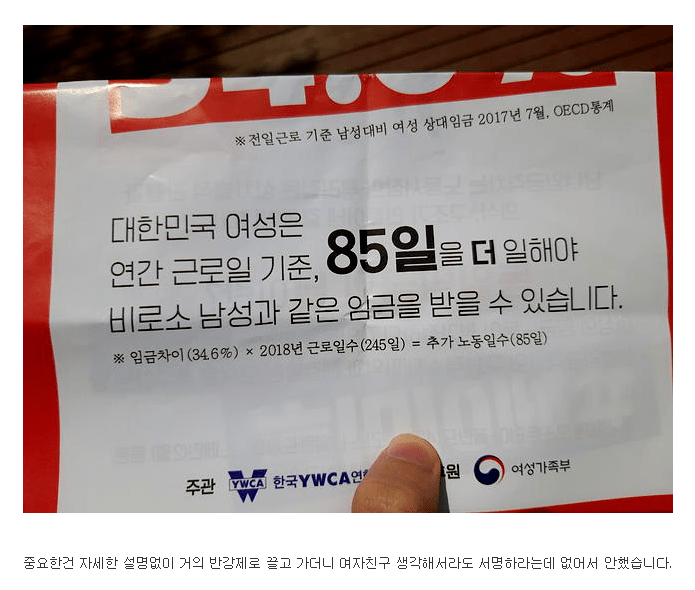 ※ 전일근로 기준 남성대비 여성 상대임금 2017년 7월, OECD통계
대한민국 여성은
연간 근로일 기준, 85일을 더 일해야
비로소 남성과 같은 임금을 받을 수 있습니다.
※ 임금차이(34.6%) × 2018년 근로일수(245일) = 추가 노동일수(85일)
주관 YWCA 한국YWCA연합 원 여성가족부
중요한건 자세한 설명없이 거의 반강제로 끌고 가더니 여자친구 생각해서라도 서명하라는데 없어서 안했습니다.